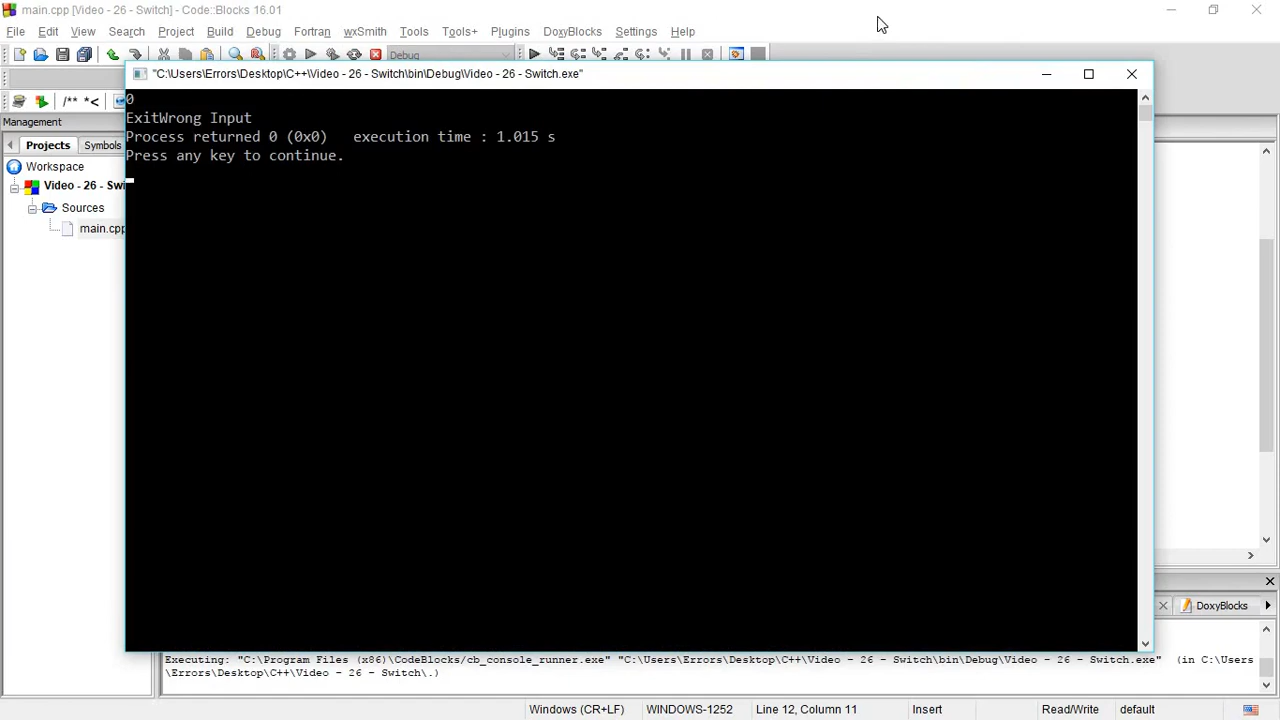 main.cpp [Video - 26 - Switch] - Code::Blocks 16.01
File Edit View Search Project Build Debug Fortran wxSmith Tools Tools+ Plugins DoxyBlocks Settings Help
Debug
"C:\Users\Errors\Desktop\C++\Video - 26 - Switch\bin\Debug\Video - 26 - Switch.exe"
/** *<
0
ExitWrong Input
Process returned 0 (0x0)   execution time : 1.015 s
Press any key to continue.
Management
Projects Symbols
Workspace
Video - 26 - Swi
Sources
main.cpp
DoxyBlocks
Executing: "C:\Program Files (x86)\CodeBlocks/cb_console_runner.exe" "C:\Users\Errors\Desktop\C++\Video - 26 - Switch\bin\Debug\Video - 26 - Switch.exe"  (in C:\Users
\Errors\Desktop\C++\Video - 26 - Switch\.)
Windows (CR+LF) WINDOWS-1252 Line 12, Column 11 Insert Read/Write default